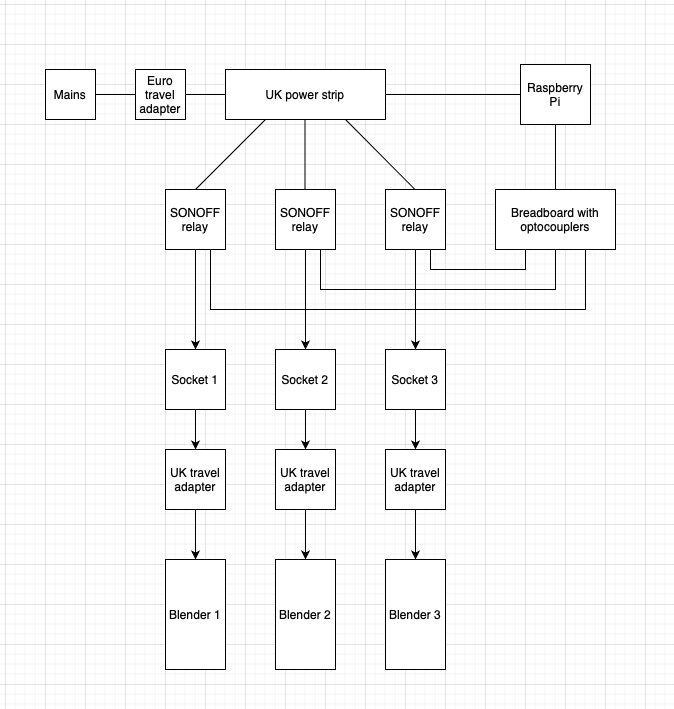 Mains
Euro
travel
adapter
UK power strip
Raspberry
Pi
SONOFF
relay
SONOFF
relay
SONOFF
relay
Breadboard with
optocouplers
Socket 1
Socket 2
Socket 3
UK travel
adapter
UK travel
adapter
UK travel
adapter
Blender 1
Blender 2
Blender 3